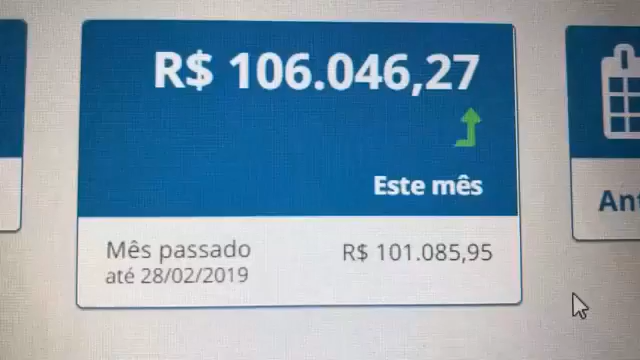 R$ 106.046,27
Este mês
Mês passado
até 28/02/2019
R$ 101.085,95